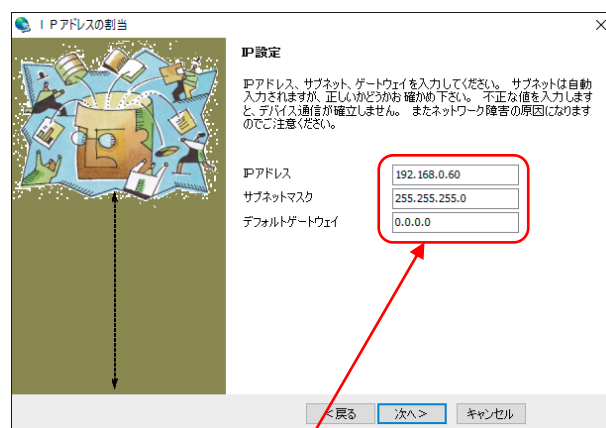 ＩＰアドレスの割当
IP設定
IPアドレス、サブネット、ゲートウェイを入力してください。 サブネットは自動
入力されますが、正しいかどうかお確かめ下さい。 不正な値を入力します
と、デバイス通信が確立しません。 またネットワーク障害の原因になります
のでご注意ください。
IPアドレス 192.168.0.60
サブネットマスク 255.255.255.0
デフォルトゲートウェイ 0.0.0.0
<戻る 次へ> キャンセル